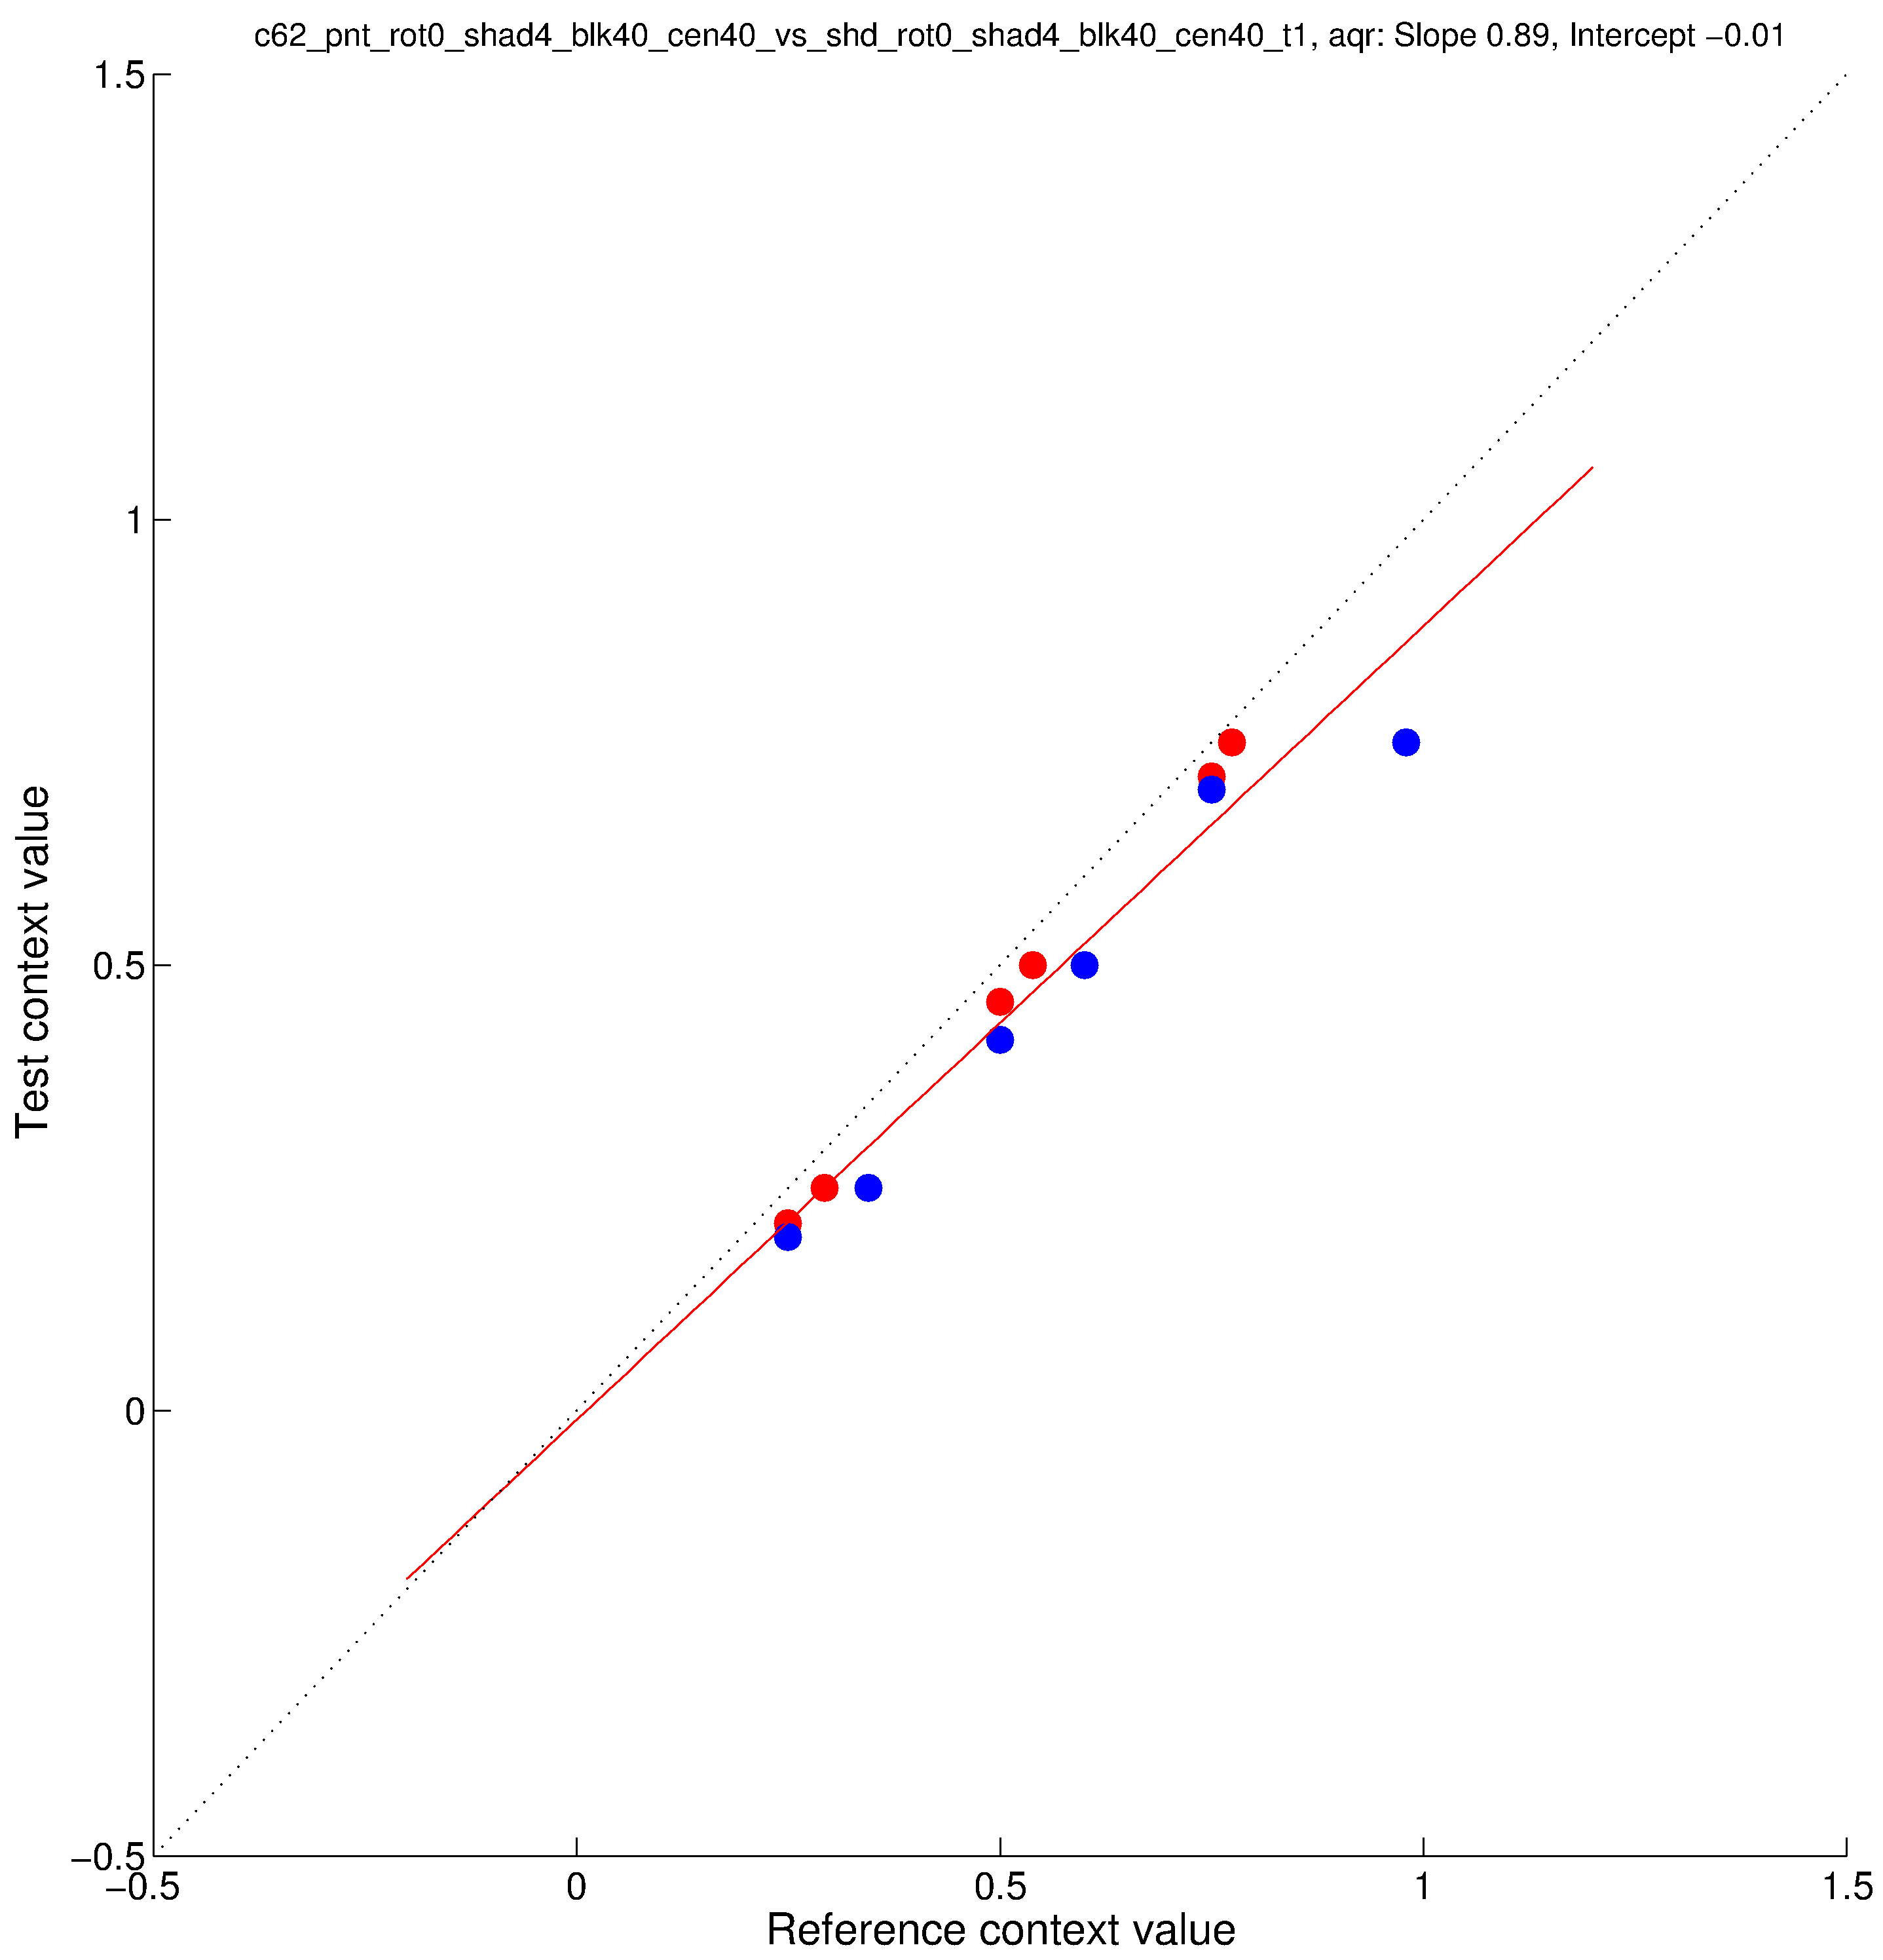 c62_pnt_rot0_shad4_blk40_cen40_vs_shd_rot0_shad4_blk40_cen40_t1, aqr: Slope 0.89, Intercept −0.01
1.5
1
0.5
0
−0.5
Test context value
−0.5 0 0.5 1 1.5
Reference context value